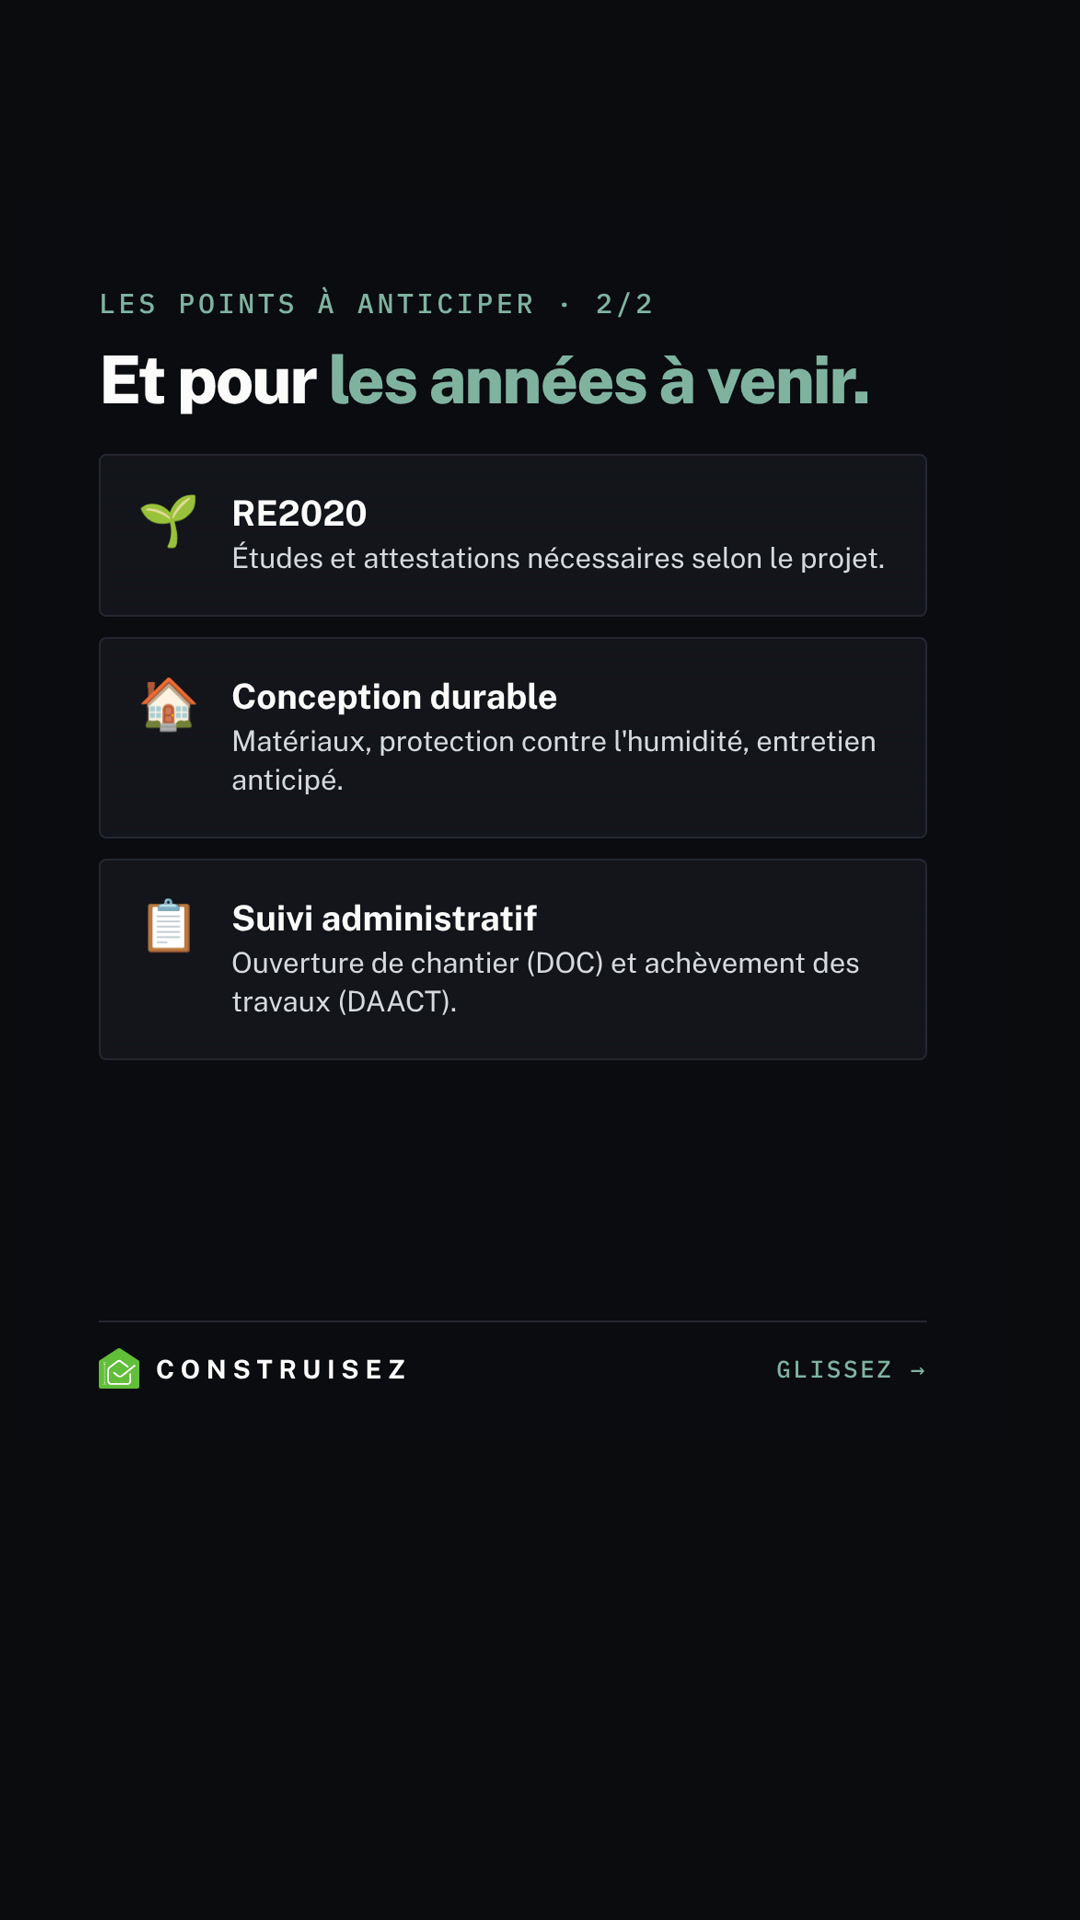 LES POINTS À ANTICIPER · 2/2
Et pour les années à venir.
RE2020
Études et attestations nécessaires selon le projet.
Conception durable
Matériaux, protection contre l'humidité, entretien
anticipé.
Suivi administratif
Ouverture de chantier (DOC) et achèvement des
travaux (DAACT).
CONSTRUISEZ
GLISSEZ →